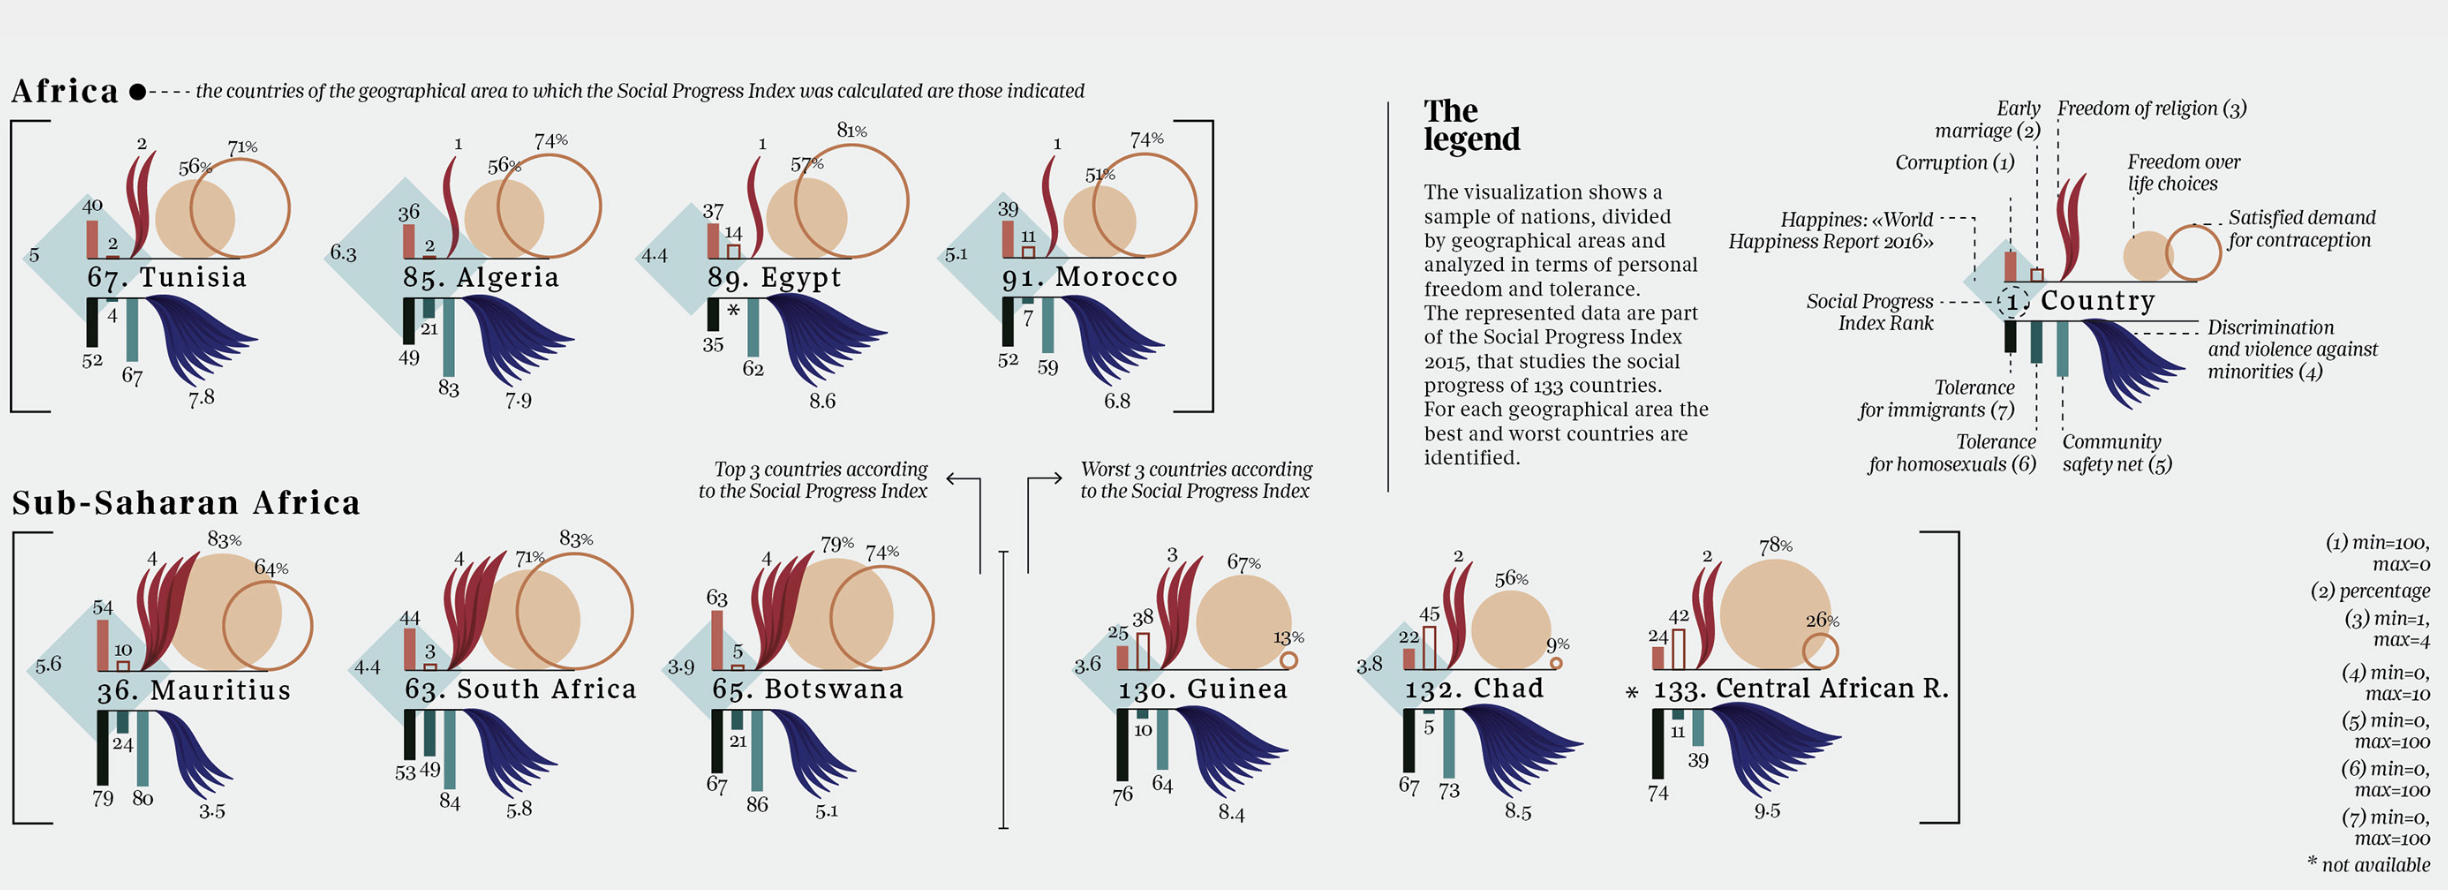 Africa
the countries of the geographical area to which the Social Progress Index was calculated are those indicated
40
2
2
56%
71%
5
67. Tunisia
52
4
67
7.8
36
2
1
56%
74%
6.3
85. Algeria
49
21
83
7.9
37
14
1
57%
81%
4.4
89. Egypt
35
*
62
8.6
39
11
1
51%
74%
5.1
91. Morocco
52
7
59
6.8
The
legend
The visualization shows a
sample of nations, divided
by geographical areas and
analyzed in terms of personal
freedom and tolerance.
The represented data are part
of the Social Progress Index
2015, that studies the social
progress of 133 countries.
For each geographical area the
best and worst countries are
identified.
Early
marriage (2)
Freedom of religion (3)
Corruption (1)
Freedom over
life choices
Happines: «World
Happiness Report 2016»
Satisfied demand
for contraception
Social Progress
Index Rank
1. Country
Discrimination
and violence against
minorities (4)
Tolerance
for immigrants (7)
Tolerance
for homosexuals (6)
Community
safety net (5)
Sub-Saharan Africa
Top 3 countries according
to the Social Progress Index
Worst 3 countries according
to the Social Progress Index
54
10
4
83%
64%
5.6
36. Mauritius
79
24
80
3.5
44
3
4
71%
83%
4.4
63. South Africa
53
49
84
5.8
63
5
4
79%
74%
3.9
65. Botswana
67
21
86
5.1
25
38
3
67%
13%
3.6
130. Guinea
76
10
64
8.4
22
45
2
56%
9%
3.8
132. Chad
67
5
73
8.5
24
42
2
78%
26%
* 133. Central African R.
74
11
39
9.5
(1) min=100,
max=0
(2) percentage
(3) min=1,
max=4
(4) min=0,
max=10
(5) min=0,
max=100
(6) min=0,
max=100
(7) min=0,
max=100
* not available